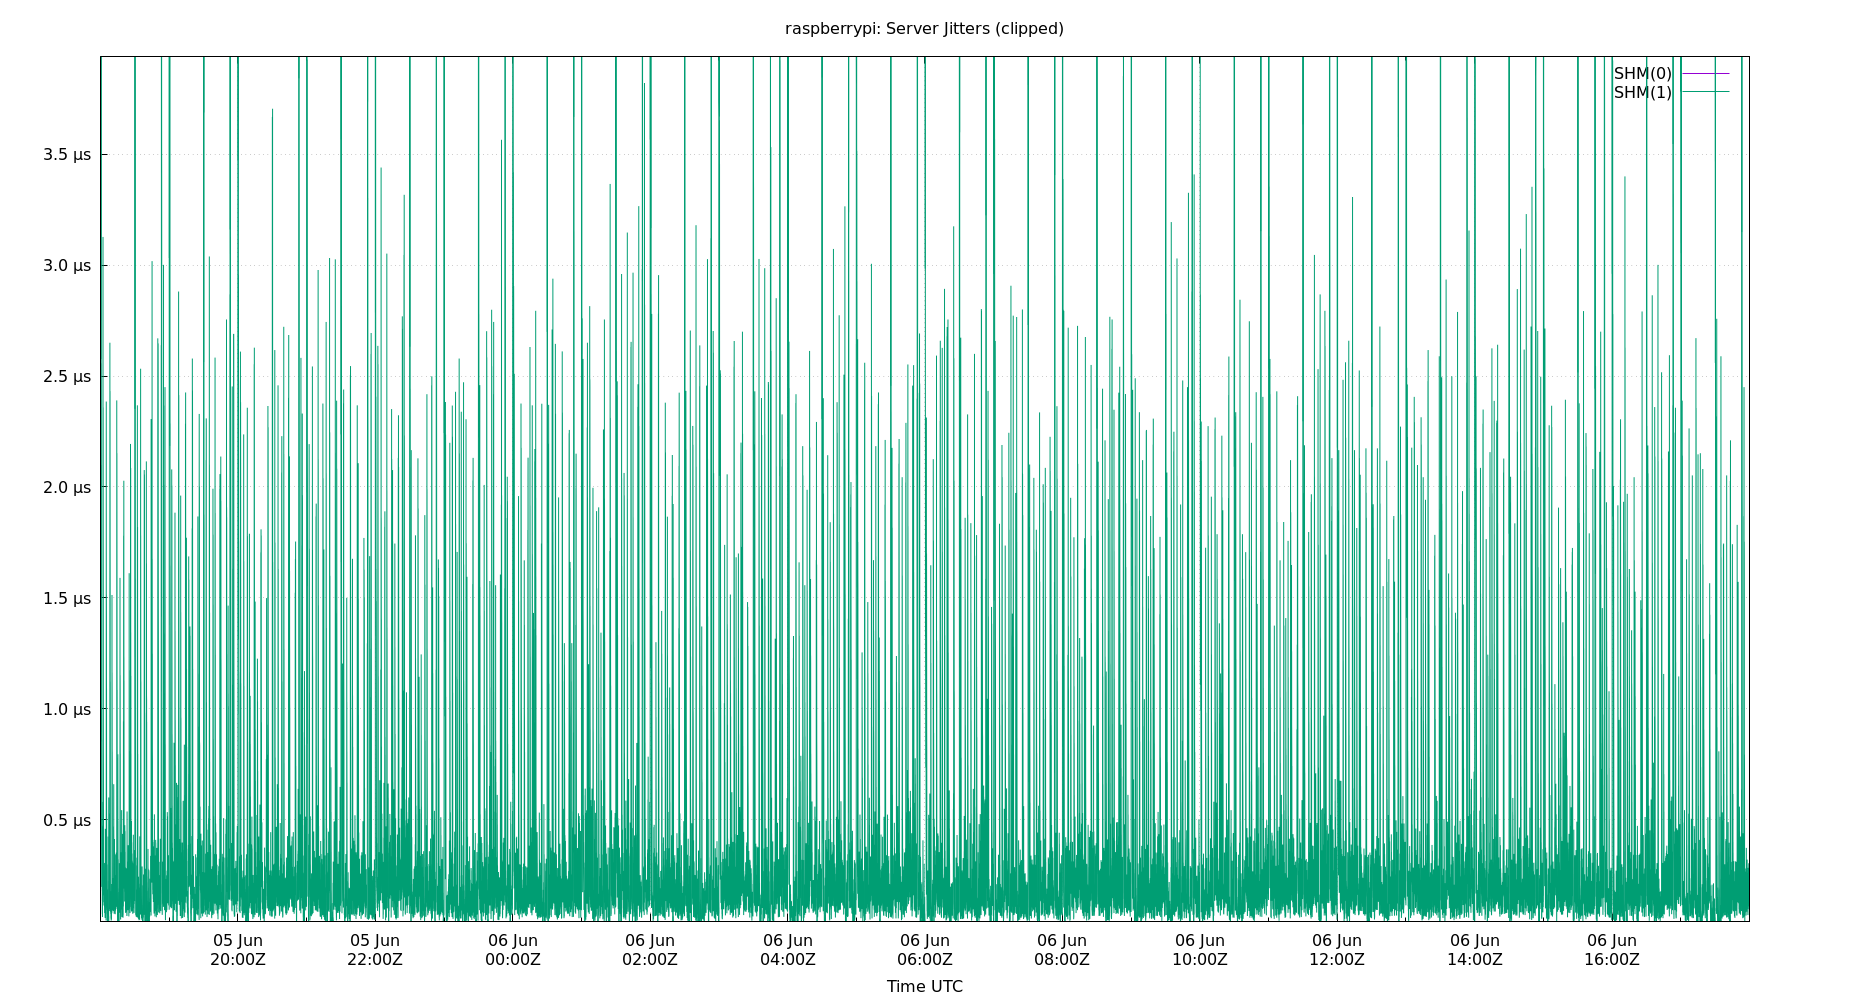 raspberrypi: Server Jitters (clipped)
SHM(0)
SHM(1)
3.5 µs
3.0 µs
2.5 µs
2.0 µs
1.5 µs
1.0 µs
0.5 µs
05 Jun 05 Jun 06 Jun 06 Jun 06 Jun 06 Jun 06 Jun 06 Jun 06 Jun 06 Jun 06 Jun
20:00Z 22:00Z 00:00Z 02:00Z 04:00Z 06:00Z 08:00Z 10:00Z 12:00Z 14:00Z 16:00Z
Time UTC